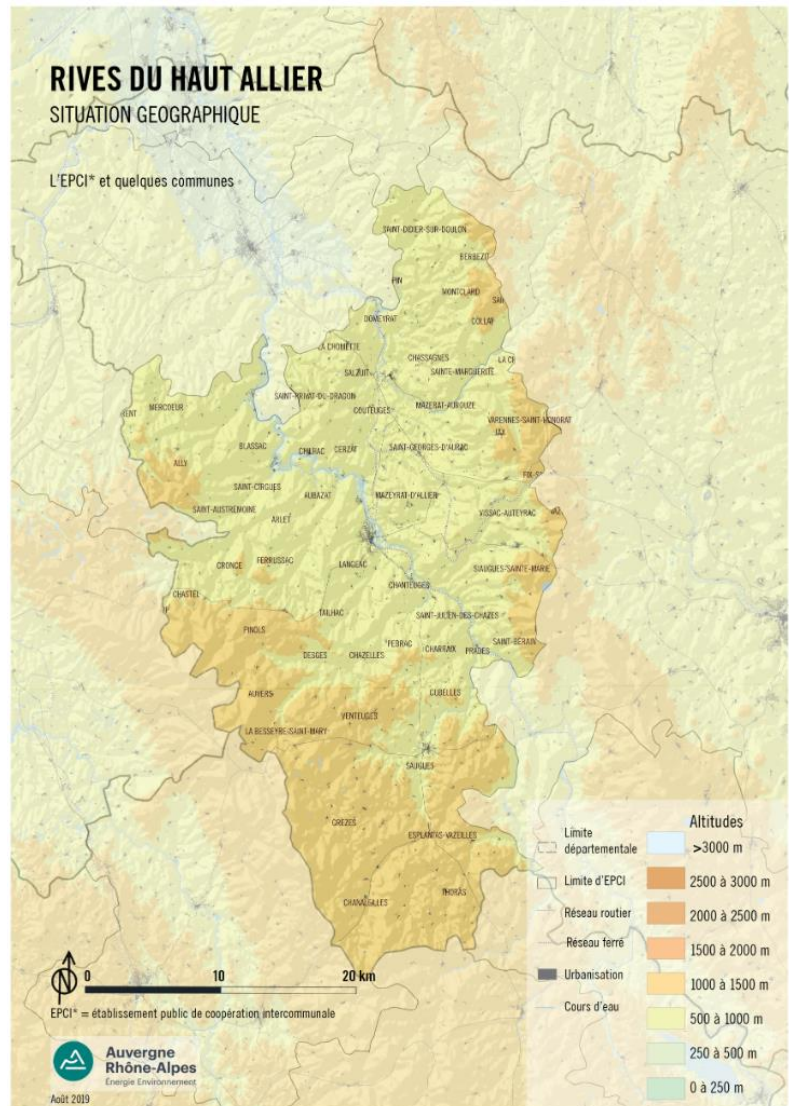 RIVES DU HAUT ALLIER
SITUATION GEOGRAPHIQUE
L'EPCI* et quelques communes
SAINT-DIDIER-SUR-DOULON
BERBEZIT
PIN
MONTCLARD
DOMEYRAT
COLLAT
LA CHOMETTE
CHASSAGNES
SALZUIT
SAINTE-MARGUERITE
SAINT-PRIVAT-DU-DRAGON
MERCOEUR
COUTEUGES
MAZERAT-AUROUZE
VARENNES-SAINT-HONORAT
BLASSAC
CHILHAC
CERZAT
SAINT-GEORGES-D'AURAC
ALLY
SAINT-CIRGUES
AUBAZAT
MAZEYRAT-D'ALLIER
SAINT-AUSTREMOINE
ARLET
VISSAC-AUTEYRAC
CRONCE
FERRUSSAC
LANGEAC
SIAUGUES-SAINTE-MARIE
CHANTEUGES
CHASTEL
TAILHAC
SAINT-JULIEN-DES-CHAZES
PINOLS
DESGES
CHAZELLES
PEBRAC
CHARRAIX
PRADES
SAINT-BERAIN
AUVERS
CUBELLES
VENTEUGES
LA BESSEYRE-SAINT-MARY
SAUGUES
GREZES
ESPLANTAS-VAZEILLES
CHANALEILLES
THORAS
Limite
départementale
Limite d'EPCI
Réseau routier
Réseau ferré
Urbanisation
Cours d'eau
Altitudes
>3000 m
2500 à 3000 m
2000 à 2500 m
1500 à 2000 m
1000 à 1500 m
500 à 1000 m
250 à 500 m
0 à 250 m
N
0 10 20 km
EPCI* = établissement public de coopération intercommunale
Auvergne
Rhône-Alpes
Énergie Environnement
Août 2019